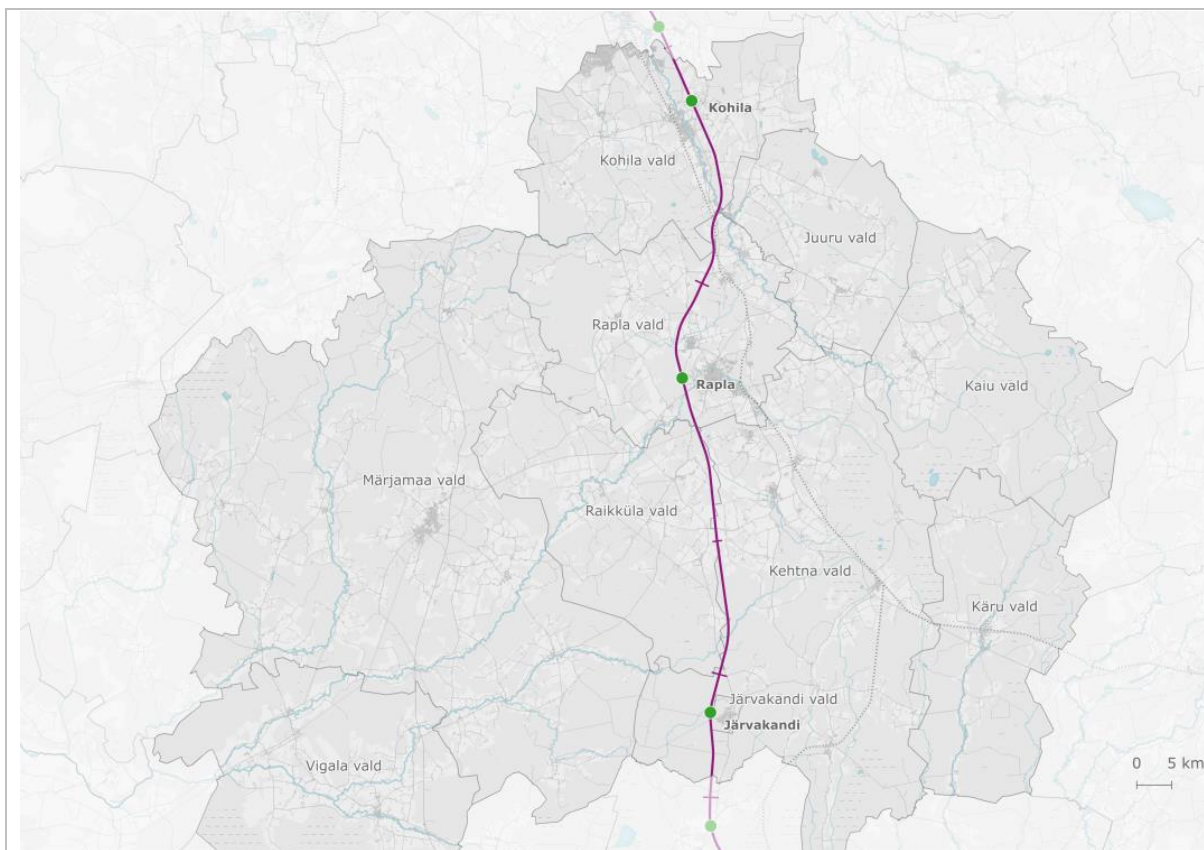 Kohila
Kohila vald
Juuru vald
Rapla vald
Rapla
Kaiu vald
Märjamaa vald
Raikküla vald
Kehtna vald
Käru vald
Järvakandi vald
Järvakandi
Vigala vald
0 5 km